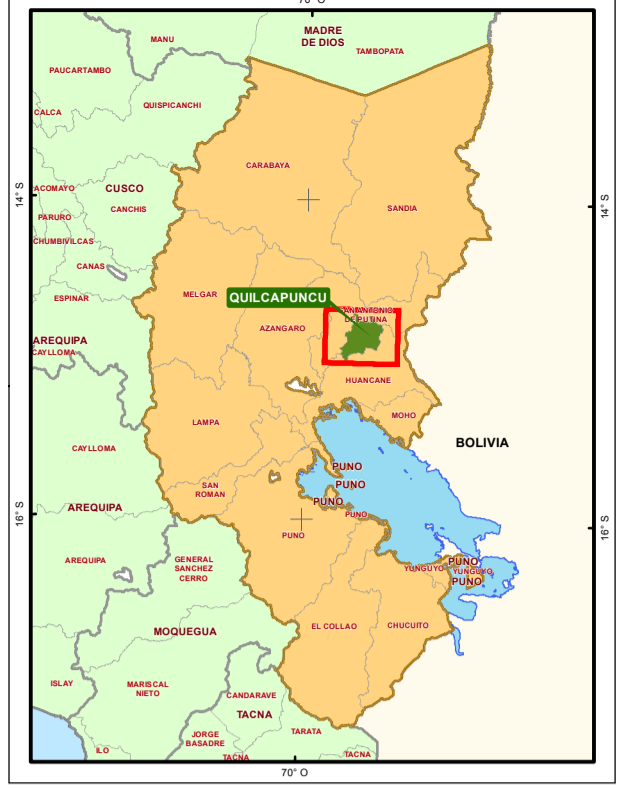 70° O
MADRE
DE DIOS
MANU
TAMBOPATA
PAUCARTAMBO
QUISPICANCHI
CALCA
CARABAYA
ACOMAYO
CUSCO
14° S
14° S
SANDIA
CANCHIS
PARURO
CHUMBIVILCAS
CANAS
MELGAR
QUILCAPUNCU
ESPINAR
SAN ANTONIO
DE PUTINA
AZANGARO
AREQUIPA
CAYLLOMA
HUANCANE
MOHO
LAMPA
BOLIVIA
CAYLLOMA
PUNO
PUNO
SAN
ROMAN
PUNO
AREQUIPA
PUNO
16° S
16° S
PUNO
AREQUIPA
GENERAL
SANCHEZ
CERRO
YUNGUYO
PUNO
YUNGUYO
PUNO
EL COLLAO
CHUCUITO
MOQUEGUA
ISLAY
MARISCAL
NIETO
CANDARAVE
TACNA
JORGE
BASADRE
TARATA
ILO
TACNA
TACNA
70° O